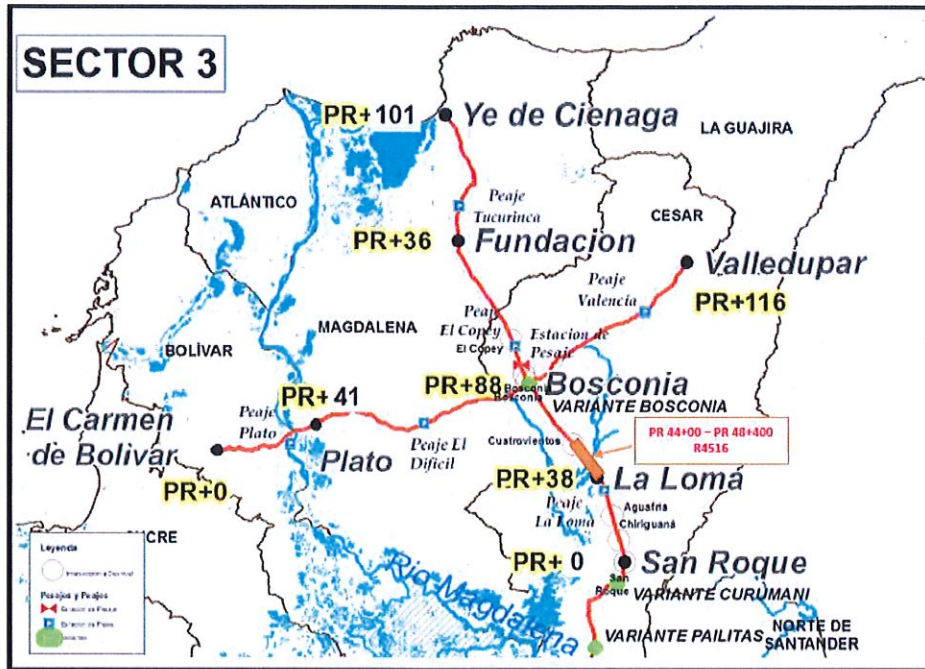 SECTOR 3
PR+101
Ye de Cienaga
LA GUAJIRA
ATLÁNTICO
Peaje
Tucurinca
CESAR
PR+36
Fundacion
Valledupar
Peaje
Valencia
PR+116
MAGDALENA
El Copey
Estacion de
Pesaje
El Copey
BOLÍVAR
PR+88
Bosconia
Bosconia
Bosconia
VARIANTE BOSCONIA
PR+41
El Carmen
de Bolivar
Peaje
Plato
Plato
Peaje El
Dificil
Cuatrovientos
PR 44+00 – PR 48+400
R4516
PR+0
PR+38
La Loma
Peaje
La Loma
Aguafria
Chiriguaná
Leyenda
Pesajes y Peajes
PR+ 0
San Roque
San
Roque
Rio Magdalena
VARIANTE CURUMANI
VARIANTE PAILITAS
NORTE DE
SANTANDER